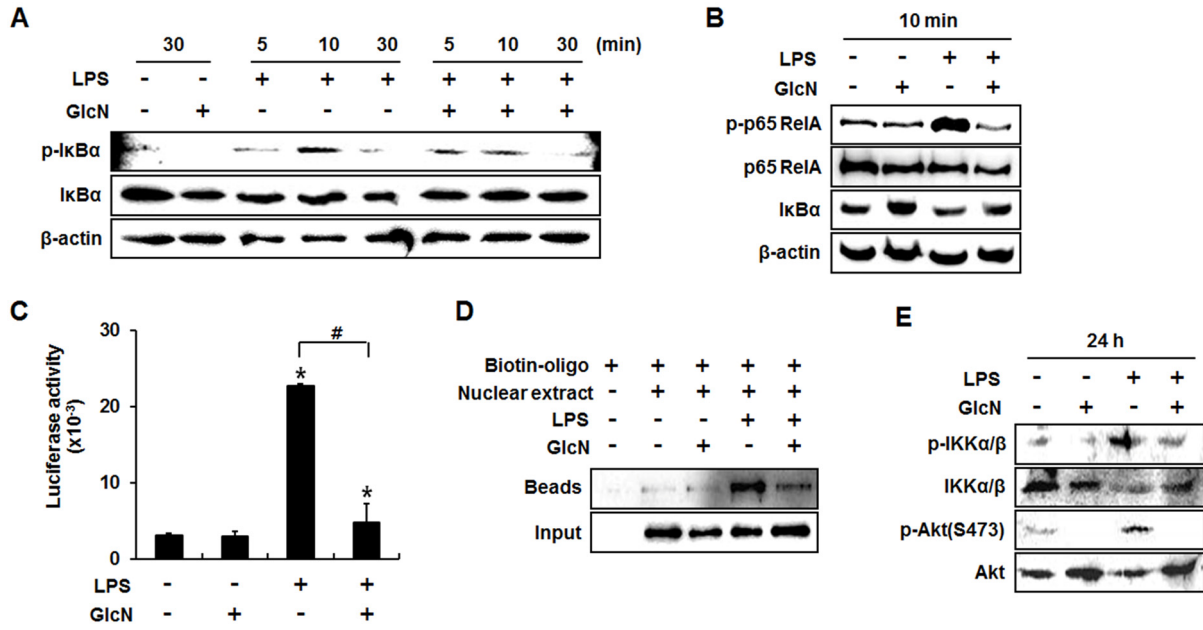 A
30 5 10 30 5 10 30 (min)
LPS - - + + + + + +
GlcN - + - - - + + +
p-IκBα
IκBα
β-actin
B
10 min
LPS - - + +
GlcN - + - +
p-p65 RelA
p65 RelA
IκBα
β-actin
C
Luciferase activity
(x10⁻³)
30
20
10
0
#
*
*
LPS - - + +
GlcN - + - +
D
Biotin-oligo + + + + +
Nuclear extract - + + + +
LPS - - - + +
GlcN - - + - +
Beads
Input
E
24 h
LPS - - + +
GlcN - + - +
p-IKKα/β
IKKα/β
p-Akt(S473)
Akt